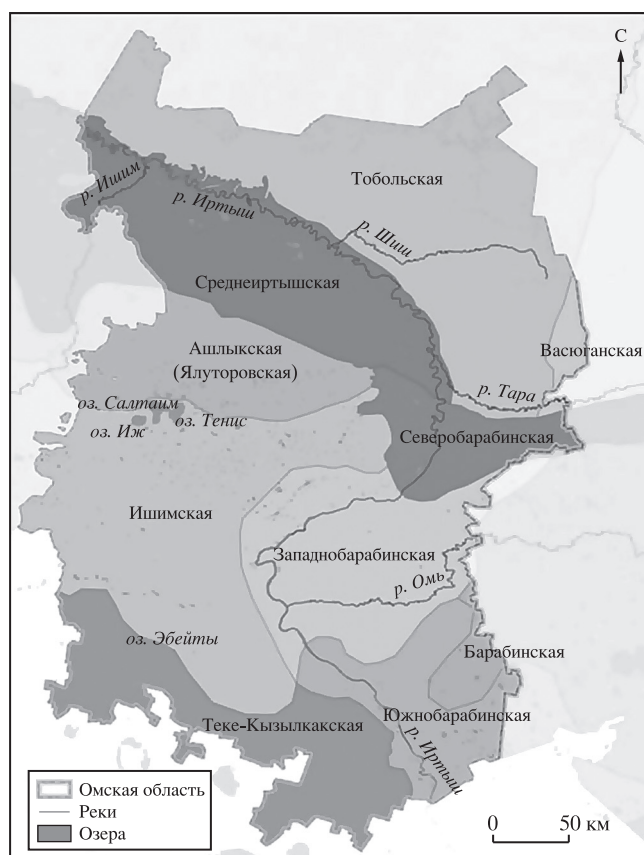 С
Тобольская
р. Ишим
р. Иртыш
р. Шиш
Среднеиртышская
Васюганская
Ашлыкская
(Ялуторовская)
р. Тара
оз. Салтаим
оз. Тенис
оз. Иж
Северобарабинская
Ишимская
Западнобарабинская
р. Омь
оз. Эбейты
Барабинская
Теке-Кызылкакская
Южнобарабинская
р. Иртыш
Омская область
Реки
Озера
0 50 км